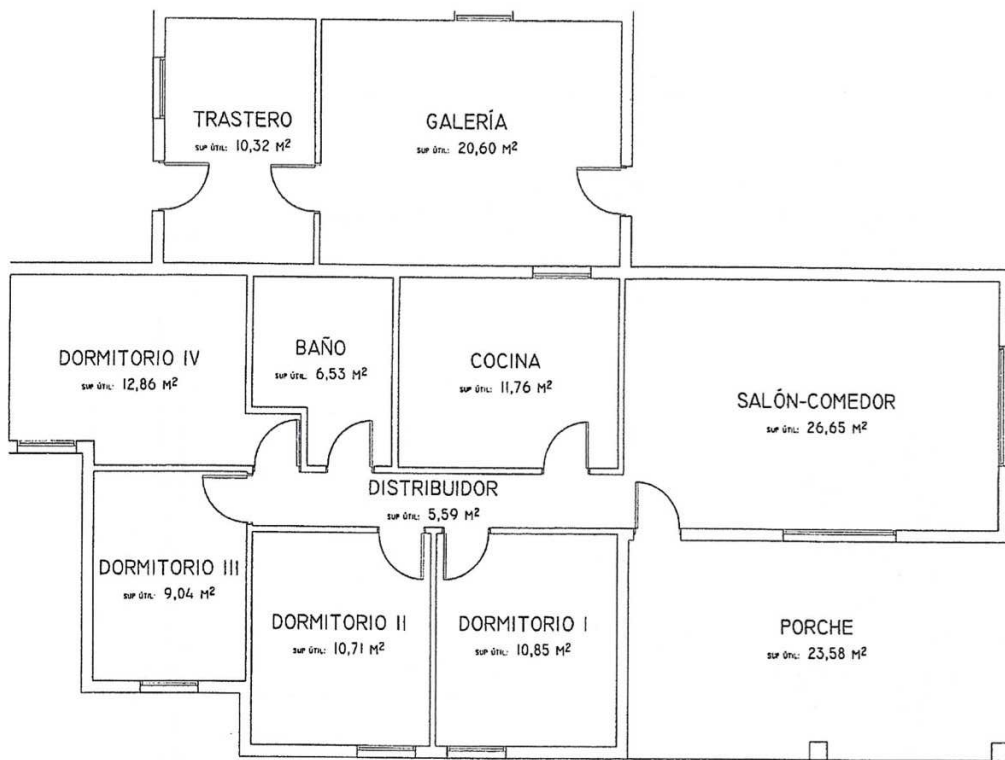 TRASTERO
SUP ÚTIL: 10,32 M²
GALERÍA
SUP ÚTIL: 20,60 M²
DORMITORIO IV
SUP ÚTIL: 12,86 M²
BAÑO
SUP ÚTIL: 6,53 M²
COCINA
SUP ÚTIL: 11,76 M²
SALÓN-COMEDOR
SUP ÚTIL: 26,65 M²
DISTRIBUIDOR
SUP ÚTIL: 5,59 M²
DORMITORIO III
SUP ÚTIL: 9,04 M²
DORMITORIO II
SUP ÚTIL: 10,71 M²
DORMITORIO I
SUP ÚTIL: 10,85 M²
PORCHE
SUP ÚTIL: 23,58 M²